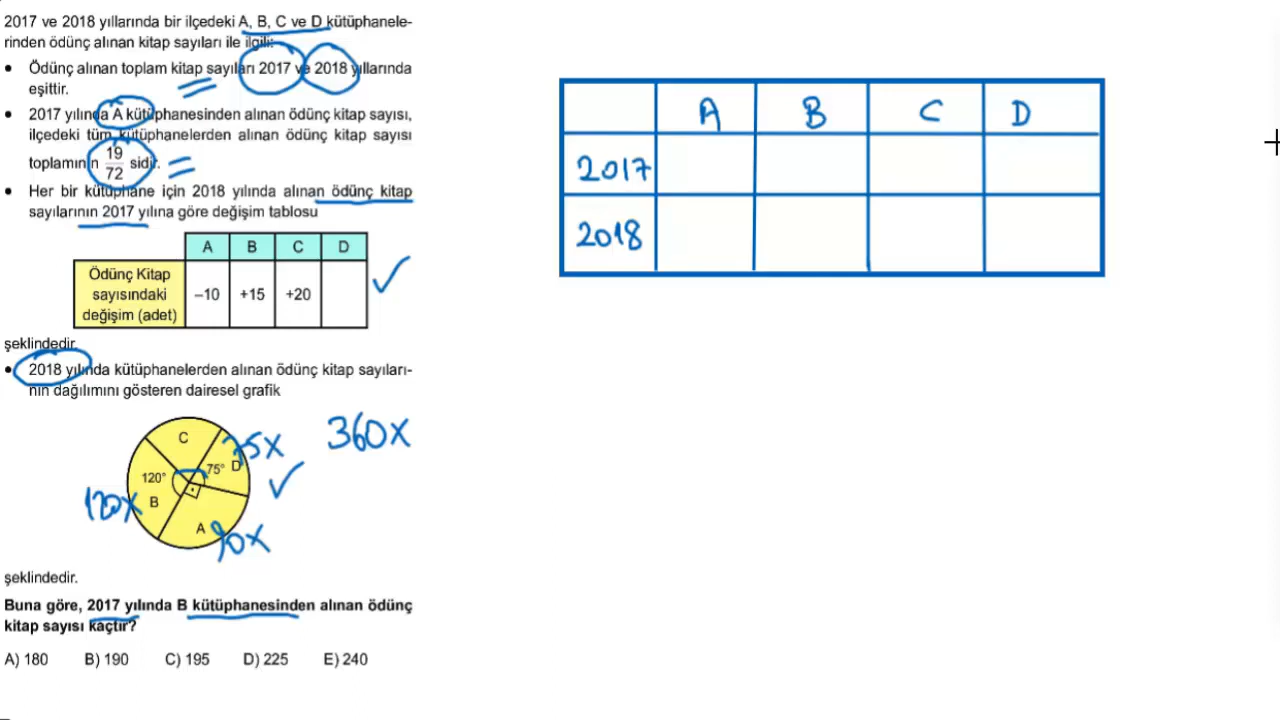 2017 ve 2018 yıllarında bir ilçedeki A, B, C ve D kütüphanele-
rinden ödünç alınan kitap sayıları ile ilgili:
• Ödünç alınan toplam kitap sayıları 2017 ve 2018 yıllarında
eşittir.
• 2017 yılında A kütüphanesinden alınan ödünç kitap sayısı,
ilçedeki tüm kütüphanelerden alınan ödünç kitap sayısı
toplamının 19/72 sidir.
• Her bir kütüphane için 2018 yılında alınan ödünç kitap
sayılarının 2017 yılına göre değişim tablosu
A B C D
Ödünç Kitap
sayısındaki
değişim (adet)
–10 +15 +20
şeklindedir.
• 2018 yılında kütüphanelerden alınan ödünç kitap sayıları-
nın dağılımını gösteren dairesel grafik
C
75° D
120°
B
A
75x
120x
90x
360x
şeklindedir.
Buna göre, 2017 yılında B kütüphanesinden alınan ödünç
kitap sayısı kaçtır?
A) 180 B) 190 C) 195 D) 225 E) 240
A B C D
2017
2018